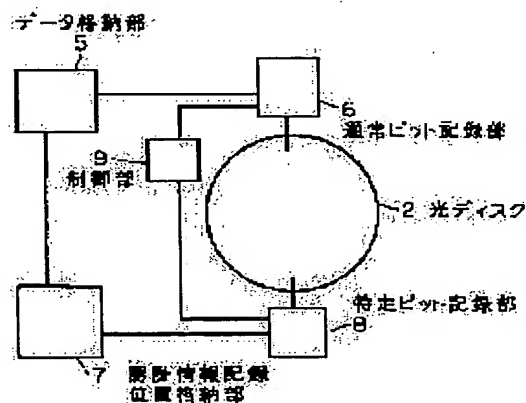 データ格納部
5
6
通常ピット記録部
9
制御部
2 光ディスク
特定ピット記録部
8
7
情報記録
位置格納部